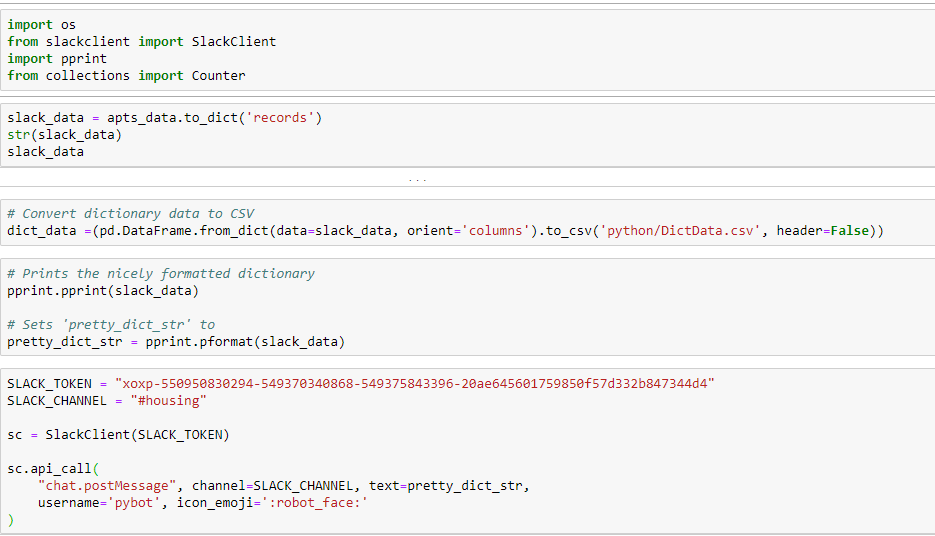 import os
from slackclient import SlackClient
import pprint
from collections import Counter
slack_data = apts_data.to_dict('records')
str(slack_data)
slack_data
...
# Convert dictionary data to CSV
dict_data =(pd.DataFrame.from_dict(data=slack_data, orient='columns').to_csv('python/DictData.csv', header=False))
# Prints the nicely formatted dictionary
pprint.pprint(slack_data)
# Sets 'pretty_dict_str' to
pretty_dict_str = pprint.pformat(slack_data)
SLACK_TOKEN = "xoxp-550950830294-549370340868-549375843396-20ae645601759850f57d332b847344d4"
SLACK_CHANNEL = "#housing"
sc = SlackClient(SLACK_TOKEN)
sc.api_call(
    "chat.postMessage", channel=SLACK_CHANNEL, text=pretty_dict_str,
    username='pybot', icon_emoji=':robot_face:'
)